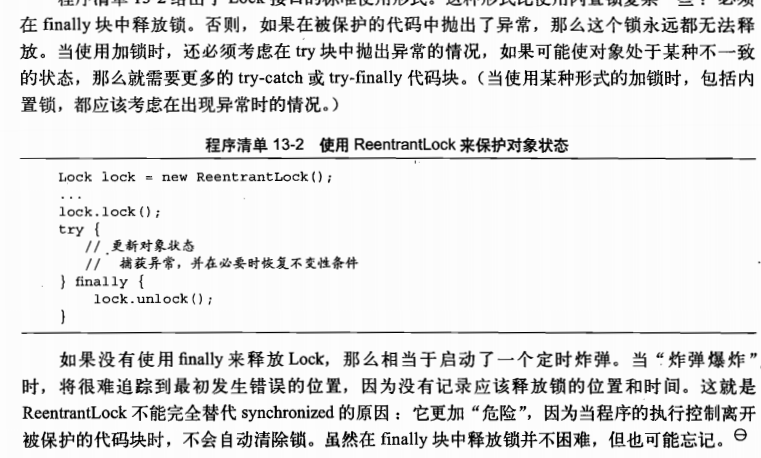 在 finally 块中释放锁。否则，如果在被保护的代码中抛出了异常，那么这个锁永远都无法释
放。当使用加锁时，还必须考虑在 try 块中抛出异常的情况，如果可能使对象处于某种不一致
的状态，那么就需要更多的 try-catch 或 try-finally 代码块。（当使用某种形式的加锁时，包括内
置锁，都应该考虑在出现异常时的情况。）
程序清单 13-2 使用 ReentrantLock 来保护对象状态
Lock lock = new ReentrantLock();
...
lock.lock();
try {
// 更新对象状态
// 捕获异常，并在必要时恢复不变性条件
} finally {
lock.unlock();
}
如果没有使用 finally 来释放 Lock，那么相当于启动了一个定时炸弹。当“炸弹爆炸”
时，将很难追踪到最初发生错误的位置，因为没有记录应该释放锁的位置和时间。这就是
ReentrantLock 不能完全替代 synchronized 的原因：它更加“危险”，因为当程序的执行控制离开
被保护的代码块时，不会自动清除锁。虽然在 finally 块中释放锁并不困难，但也可能忘记。㊀